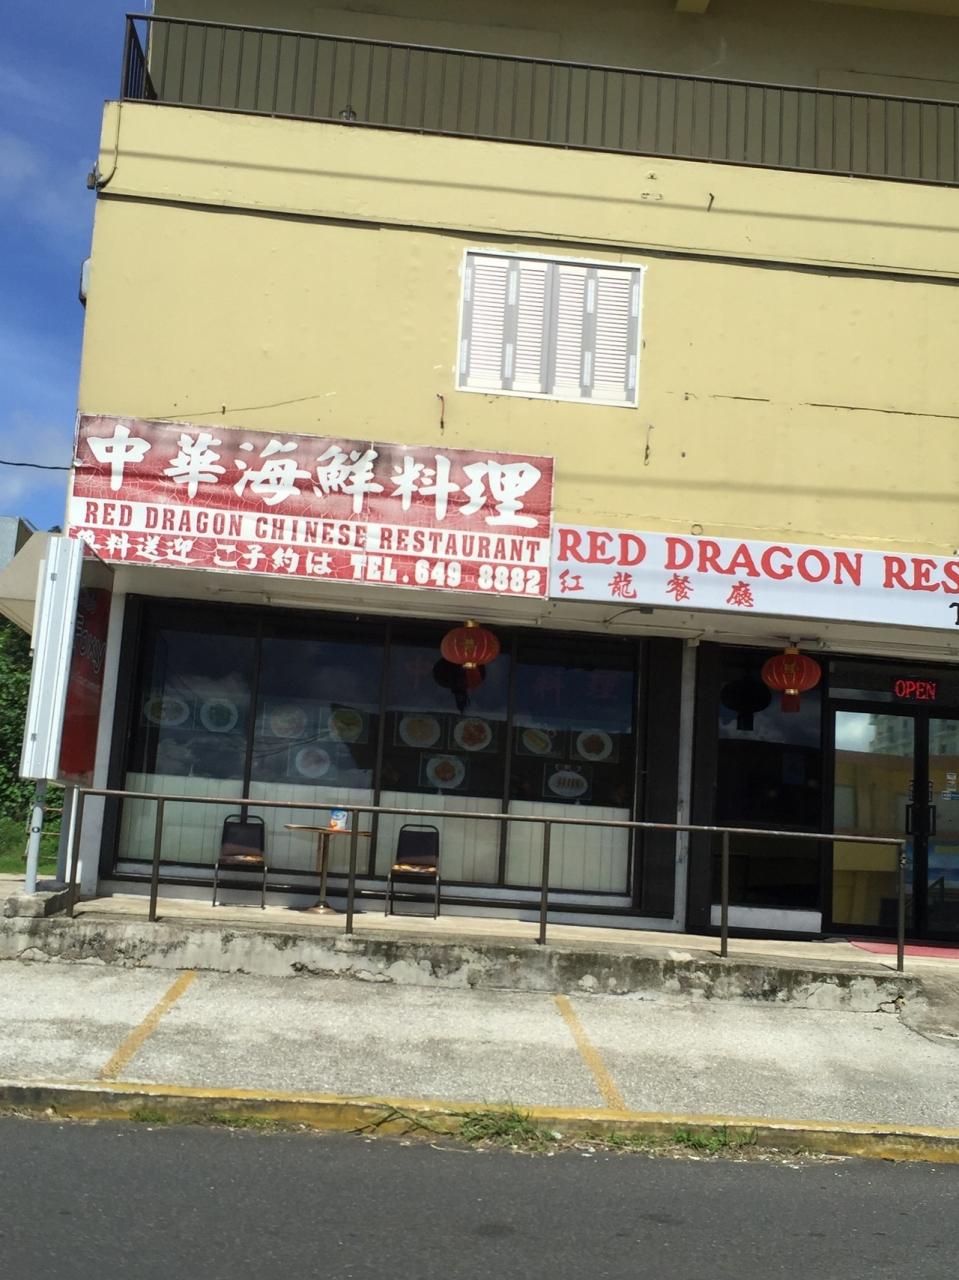 中華海鮮料理
RED DRAGON CHINESE RESTAURANT
無料送迎 ご予約は TEL. 649 8882
RED DRAGON RES
紅龍餐廳
OPEN